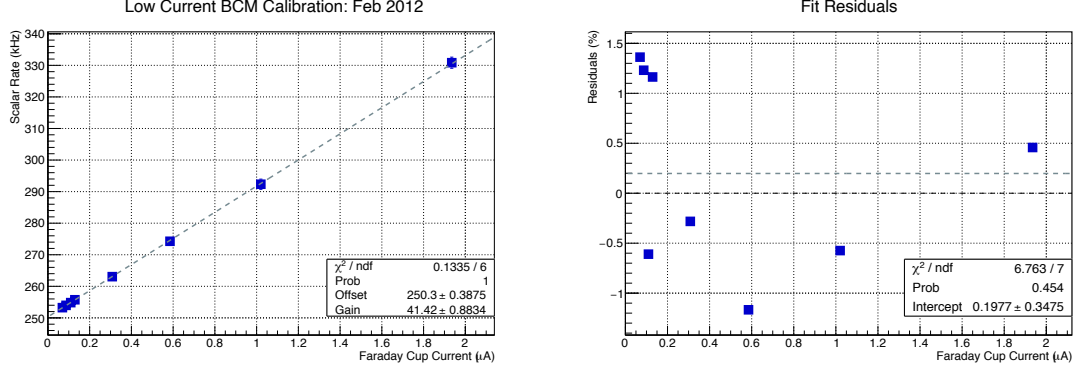 Low Current BCM Calibration: Feb 2012
Scalar Rate (kHz)
340
330
320
310
300
290
280
270
260
250
0 0.2 0.4 0.6 0.8 1 1.2 1.4 1.6 1.8 2
Faraday Cup Current (μA)
χ² / ndf 0.1335 / 6
Prob 1
Offset 250.3 ± 0.3875
Gain 41.42 ± 0.8834
Fit Residuals
Residuals (%)
1.5
1
0.5
0
−0.5
−1
0 0.2 0.4 0.6 0.8 1 1.2 1.4 1.6 1.8 2
Faraday Cup Current (μA)
χ² / ndf 6.763 / 7
Prob 0.454
Intercept 0.1977 ± 0.3475